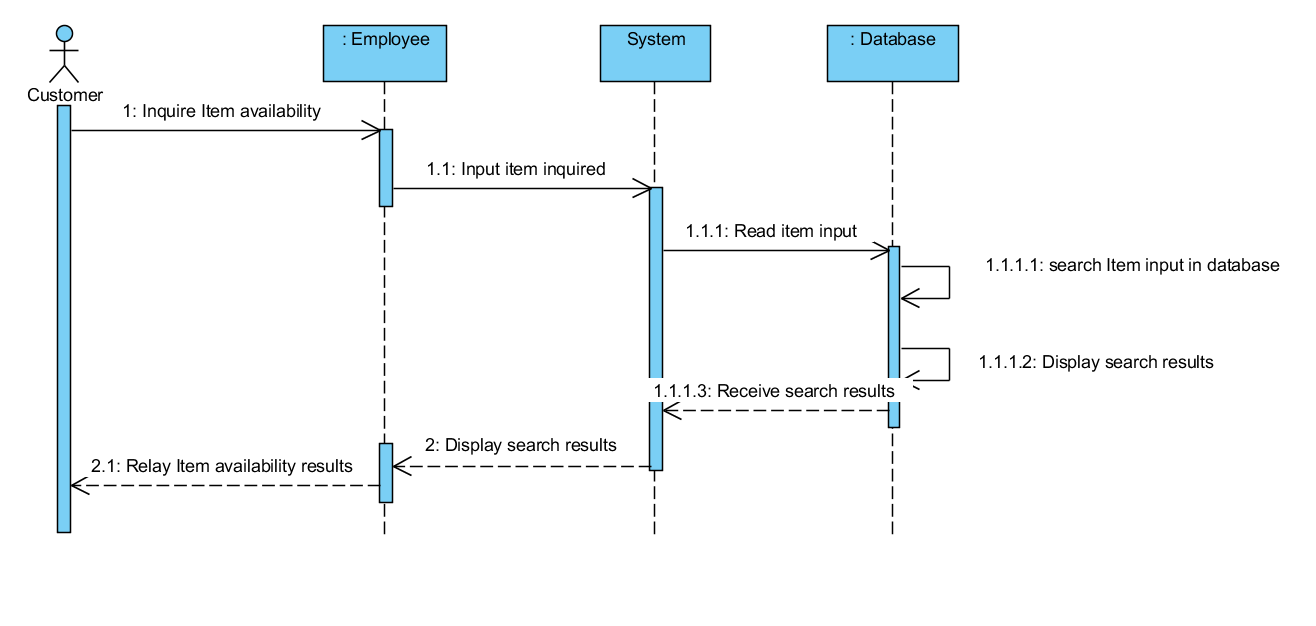 : Employee
System
: Database
Customer
1: Inquire Item availability
1.1: Input item inquired
1.1.1: Read item input
1.1.1.1: search Item input in database
1.1.1.2: Display search results
1.1.1.3: Receive search results
2: Display search results
2.1: Relay Item availability results